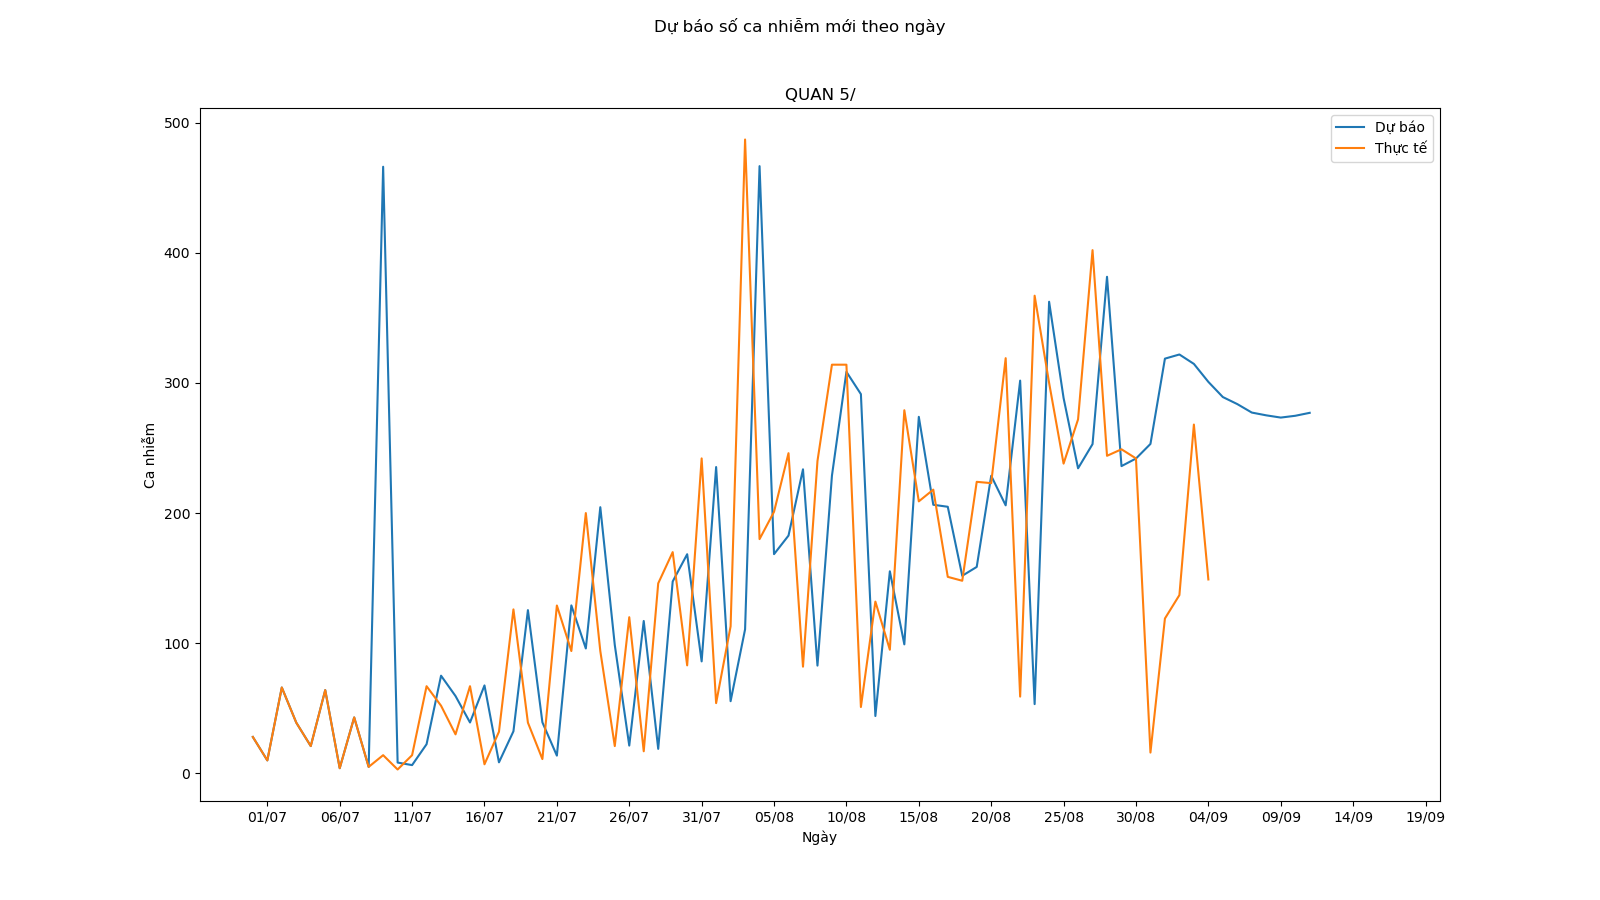 Dự báo số ca nhiễm mới theo ngày
QUAN 5/
Dự báo
Thực tế
500
400
300
200
100
0
Ca nhiễm
01/07 06/07 11/07 16/07 21/07 26/07 31/07 05/08 10/08 15/08 20/08 25/08 30/08 04/09 09/09 14/09 19/09
Ngày